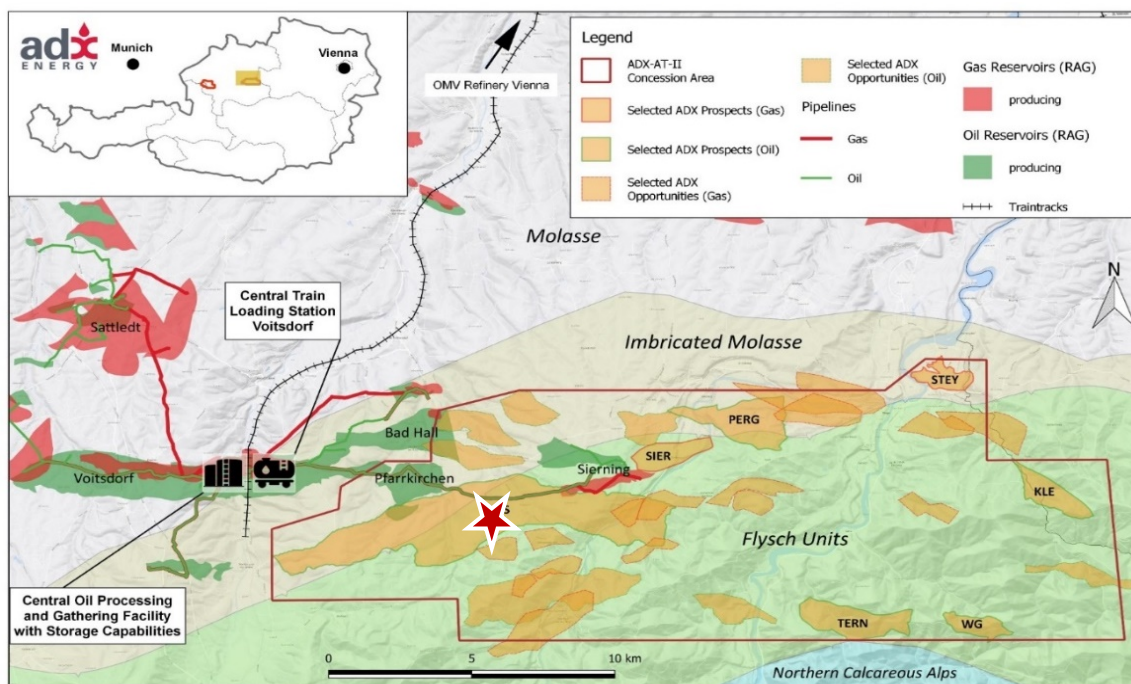 adx
ENERGY
Munich
Vienna
OMV Refinery Vienna
Legend
ADX-AT-II
Concession Area
Selected ADX Prospects (Gas)
Selected ADX Prospects (Oil)
Selected ADX
Opportunities (Gas)
Selected ADX
Opportunities (Oil)
Pipelines
Gas
Oil
Gas Reservoirs (RAG)
producing
Oil Reservoirs (RAG)
producing
Traintracks
Molasse
N
Central Train
Loading Station
Voitsdorf
Sattledt
Imbricated Molasse
STEY
PERG
Bad Hall
SIER
Voitsdorf
Pfarrkirchen
Sierning
KLE
S
Flysch Units
Central Oil Processing
and Gathering Facility
with Storage Capabilities
TERN
WG
0 5 10 km
Northern Calcareous Alps